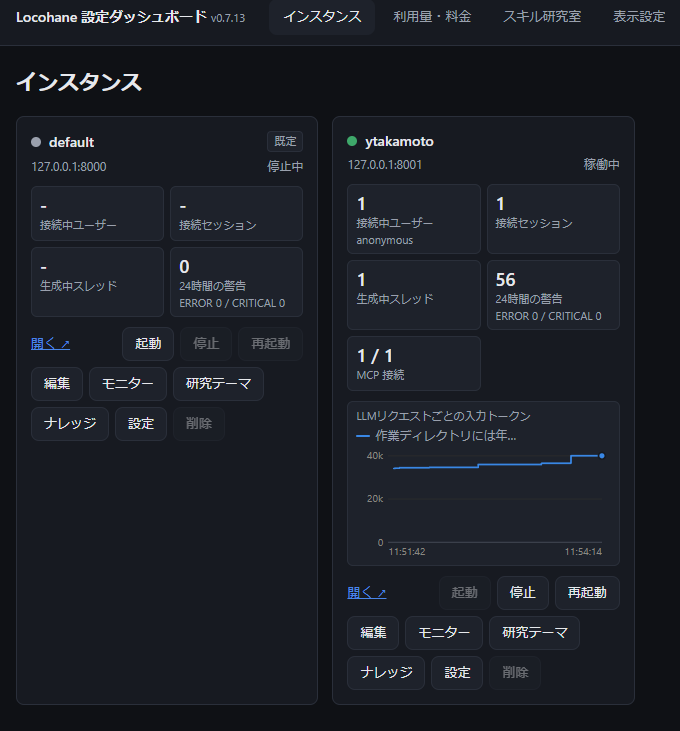 Locohane 設定ダッシュボード v0.7.13 インスタンス 利用量・料金 スキル研究室 表示設定
インスタンス
default 既定
127.0.0.1:8000 停止中
-
接続中ユーザー
-
接続セッション
-
生成中スレッド
0
24時間の警告
ERROR 0 / CRITICAL 0
開く ↗ 起動 停止 再起動
編集 モニター 研究テーマ
ナレッジ 設定 削除
ytakamoto
127.0.0.1:8001 稼働中
1
接続中ユーザー
anonymous
1
接続セッション
1
生成中スレッド
56
24時間の警告
ERROR 0 / CRITICAL 0
1 / 1
MCP 接続
LLMリクエストごとの入力トークン
作業ディレクトリには年...
40k
20k
0
11:51:42 11:54:14
開く ↗ 起動 停止 再起動
編集 モニター 研究テーマ
ナレッジ 設定 削除